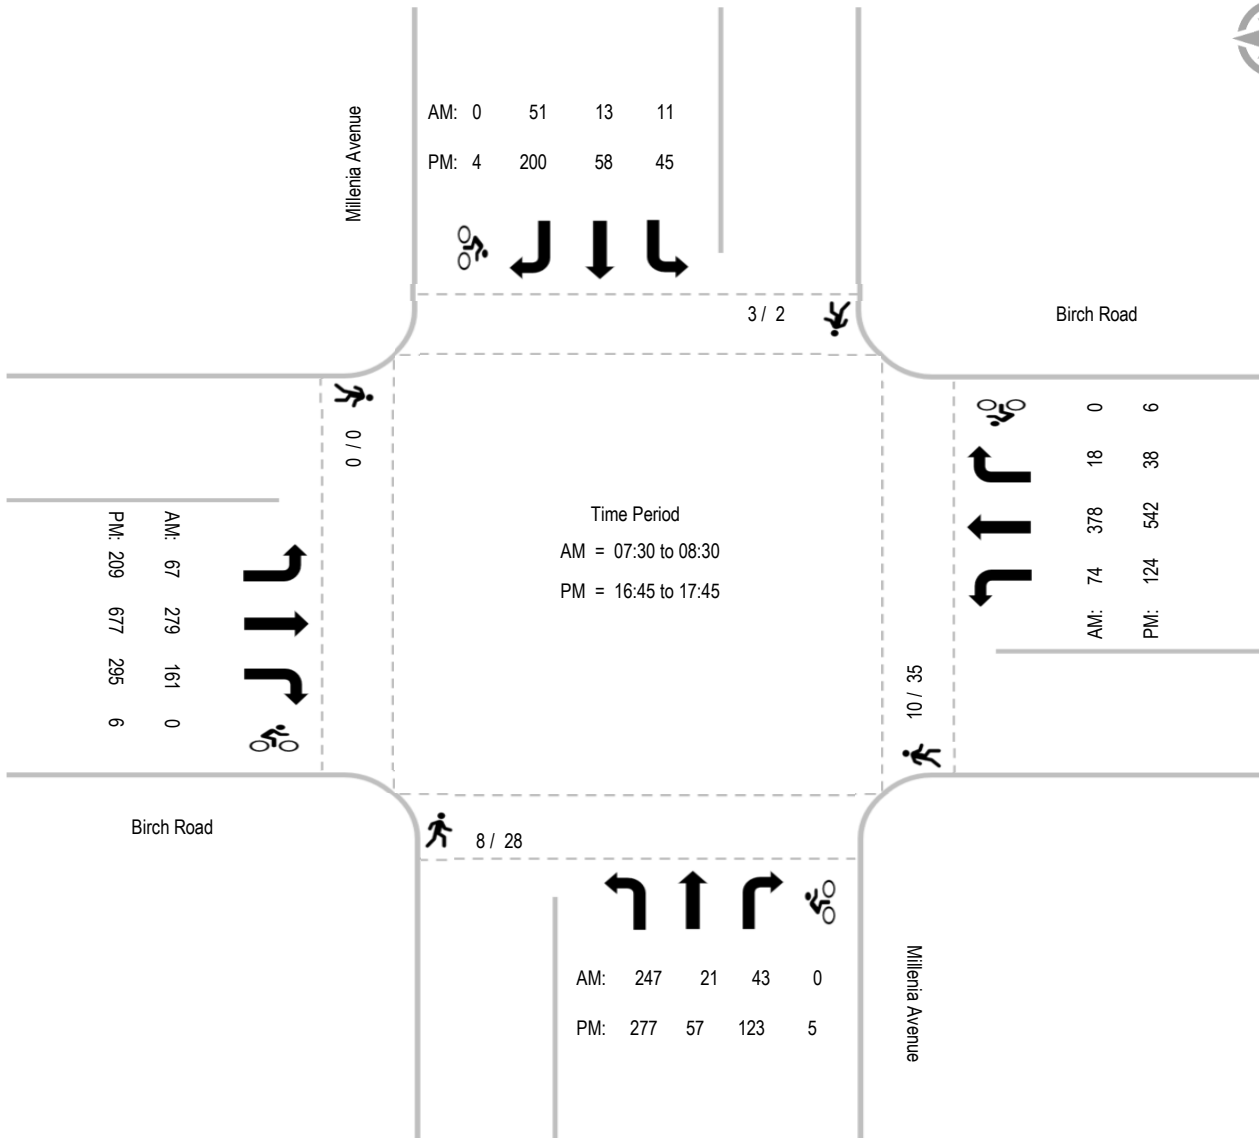 Millenia Avenue
AM: 0 51 13 11
PM: 4 200 58 45
3 / 2
Birch Road
0 / 0
AM: 67 279 161 0
PM: 209 677 295 6
Time Period
AM = 07:30 to 08:30
PM = 16:45 to 17:45
AM: 74 378 18 0
PM: 124 542 38 6
10 / 35
Birch Road
8 / 28
AM: 247 21 43 0
PM: 277 57 123 5
Millenia Avenue